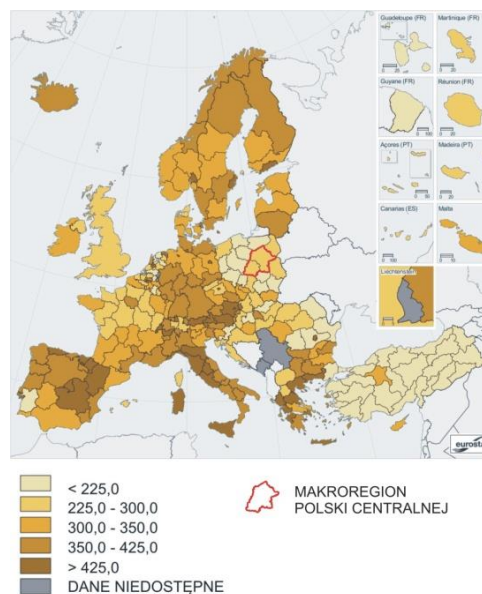 Guadeloupe (FR)
Martinique (FR)
Guyane (FR)
Réunion (FR)
Açores (PT)
Madeira (PT)
Canarias (ES)
Malta
Liechtenstein
eurosta
< 225,0
225,0 - 300,0
300,0 - 350,0
350,0 - 425,0
> 425,0
DANE NIEDOSTĘPNE
MAKROREGION
POLSKI CENTRALNEJ